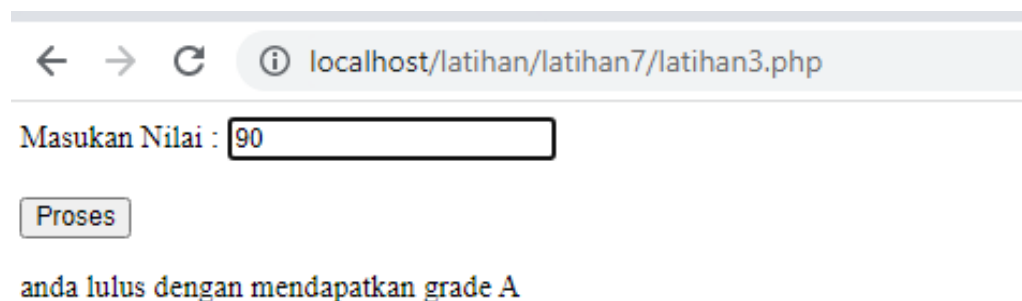 localhost/latihan/latihan7/latihan3.php
Masukan Nilai : 90
Proses
anda lulus dengan mendapatkan grade A